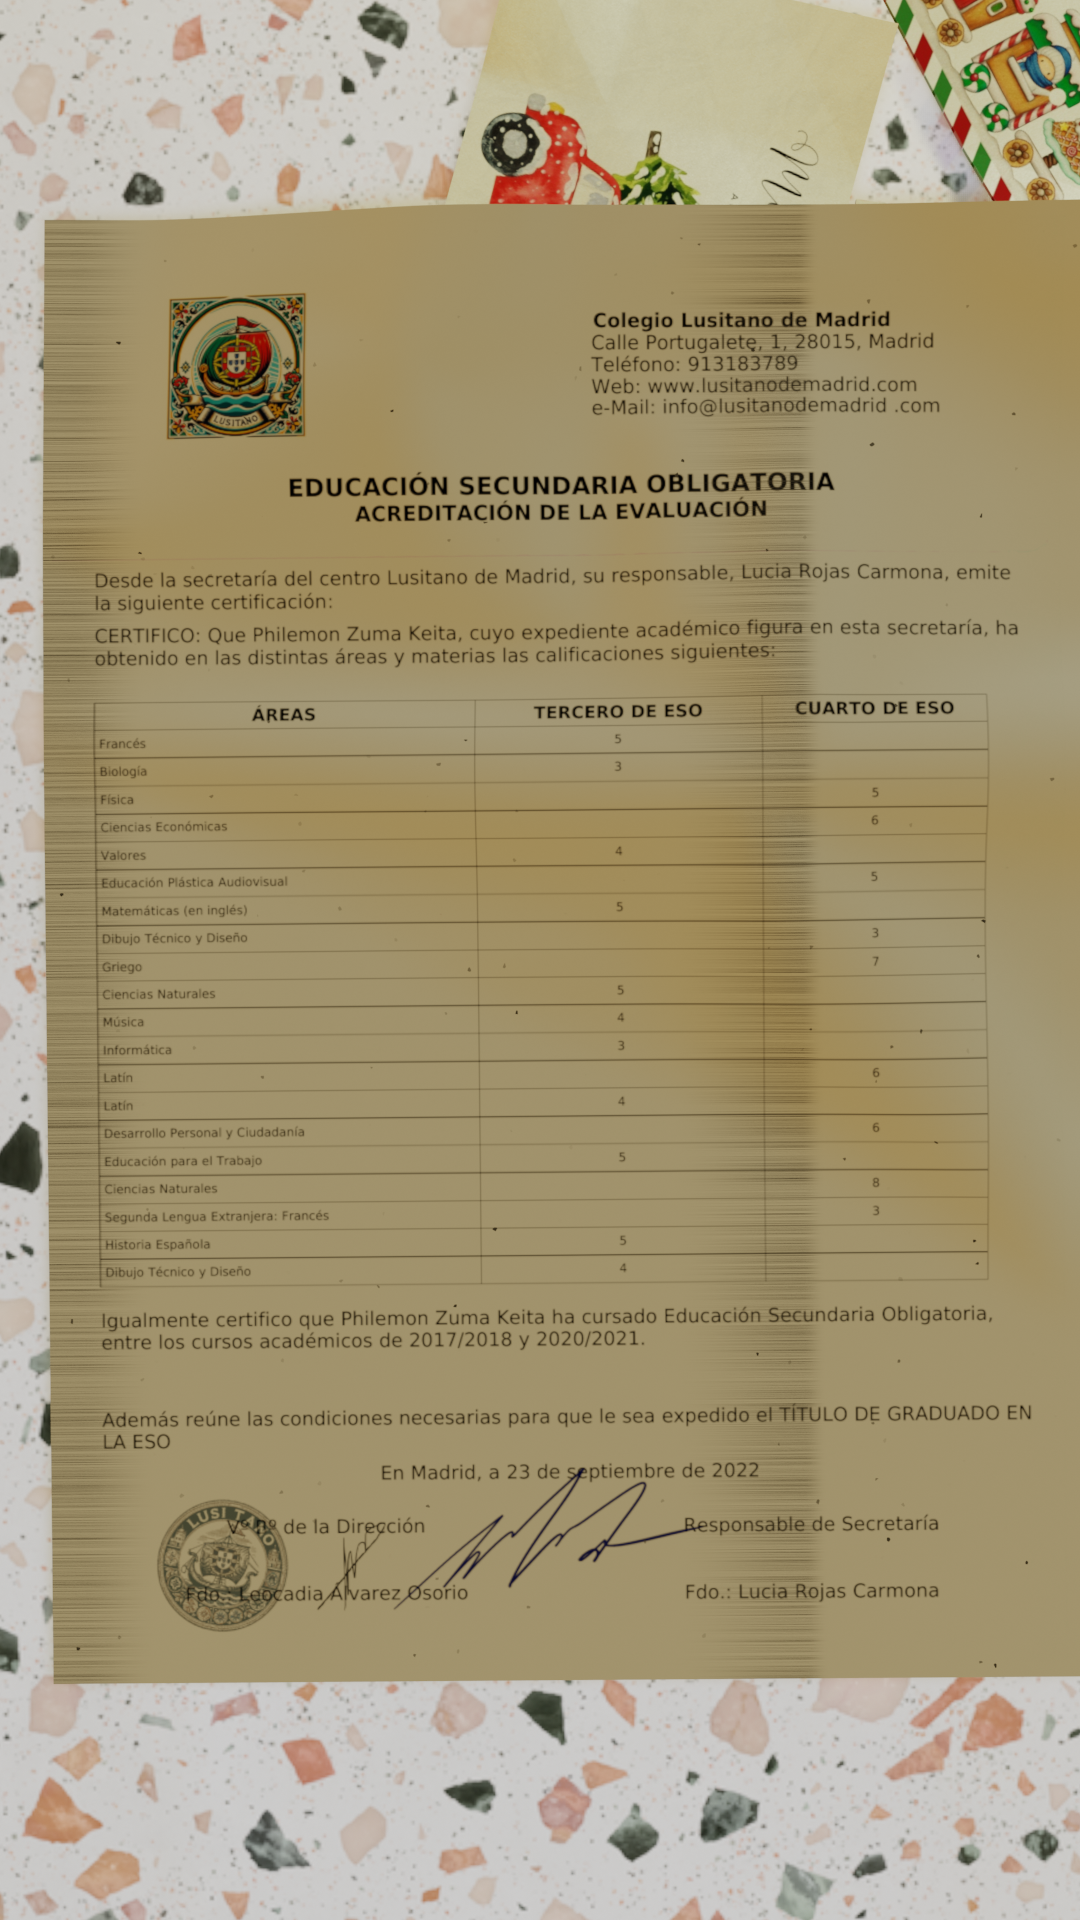 LUSITANO
Colegio Lusitano de Madrid
Calle Portugalete, 1, 28015, Madrid
Teléfono: 913183789
Web: www.lusitanodemadrid.com
e-Mail: info@lusitanodemadrid .com
EDUCACIÓN SECUNDARIA OBLIGATORIA
ACREDITACIÓN DE LA EVALUACIÓN
Desde la secretaría del centro Lusitano de Madrid, su responsable, Lucia Rojas Carmona, emite
la siguiente certificación:
CERTIFICO: Que Philemon Zuma Keita, cuyo expediente académico figura en esta secretaría, ha
obtenido en las distintas áreas y materias las calificaciones siguientes:
ÁREAS TERCERO DE ESO CUARTO DE ESO
Francés 5
Biología 3
Física 5
Ciencias Económicas 6
Valores 4
Educación Plástica Audiovisual 5
Matemáticas (en inglés) 5
Dibujo Técnico y Diseño 3
Griego 7
Ciencias Naturales 5
Música 4
Informática 3
Latín 6
Latín 4
Desarrollo Personal y Ciudadanía 6
Educación para el Trabajo 5
Ciencias Naturales 8
Segunda Lengua Extranjera: Francés 3
Historia Española 5
Dibujo Técnico y Diseño 4
Igualmente certifico que Philemon Zuma Keita ha cursado Educación Secundaria Obligatoria,
entre los cursos académicos de 2017/2018 y 2020/2021.
Además reúne las condiciones necesarias para que le sea expedido el TÍTULO DE GRADUADO EN
LA ESO
En Madrid, a 23 de septiembre de 2022
Vº Bº de la Dirección Responsable de Secretaría
LUSITANO
Fdo.: Leocadia Álvarez Osorio Fdo.: Lucia Rojas Carmona